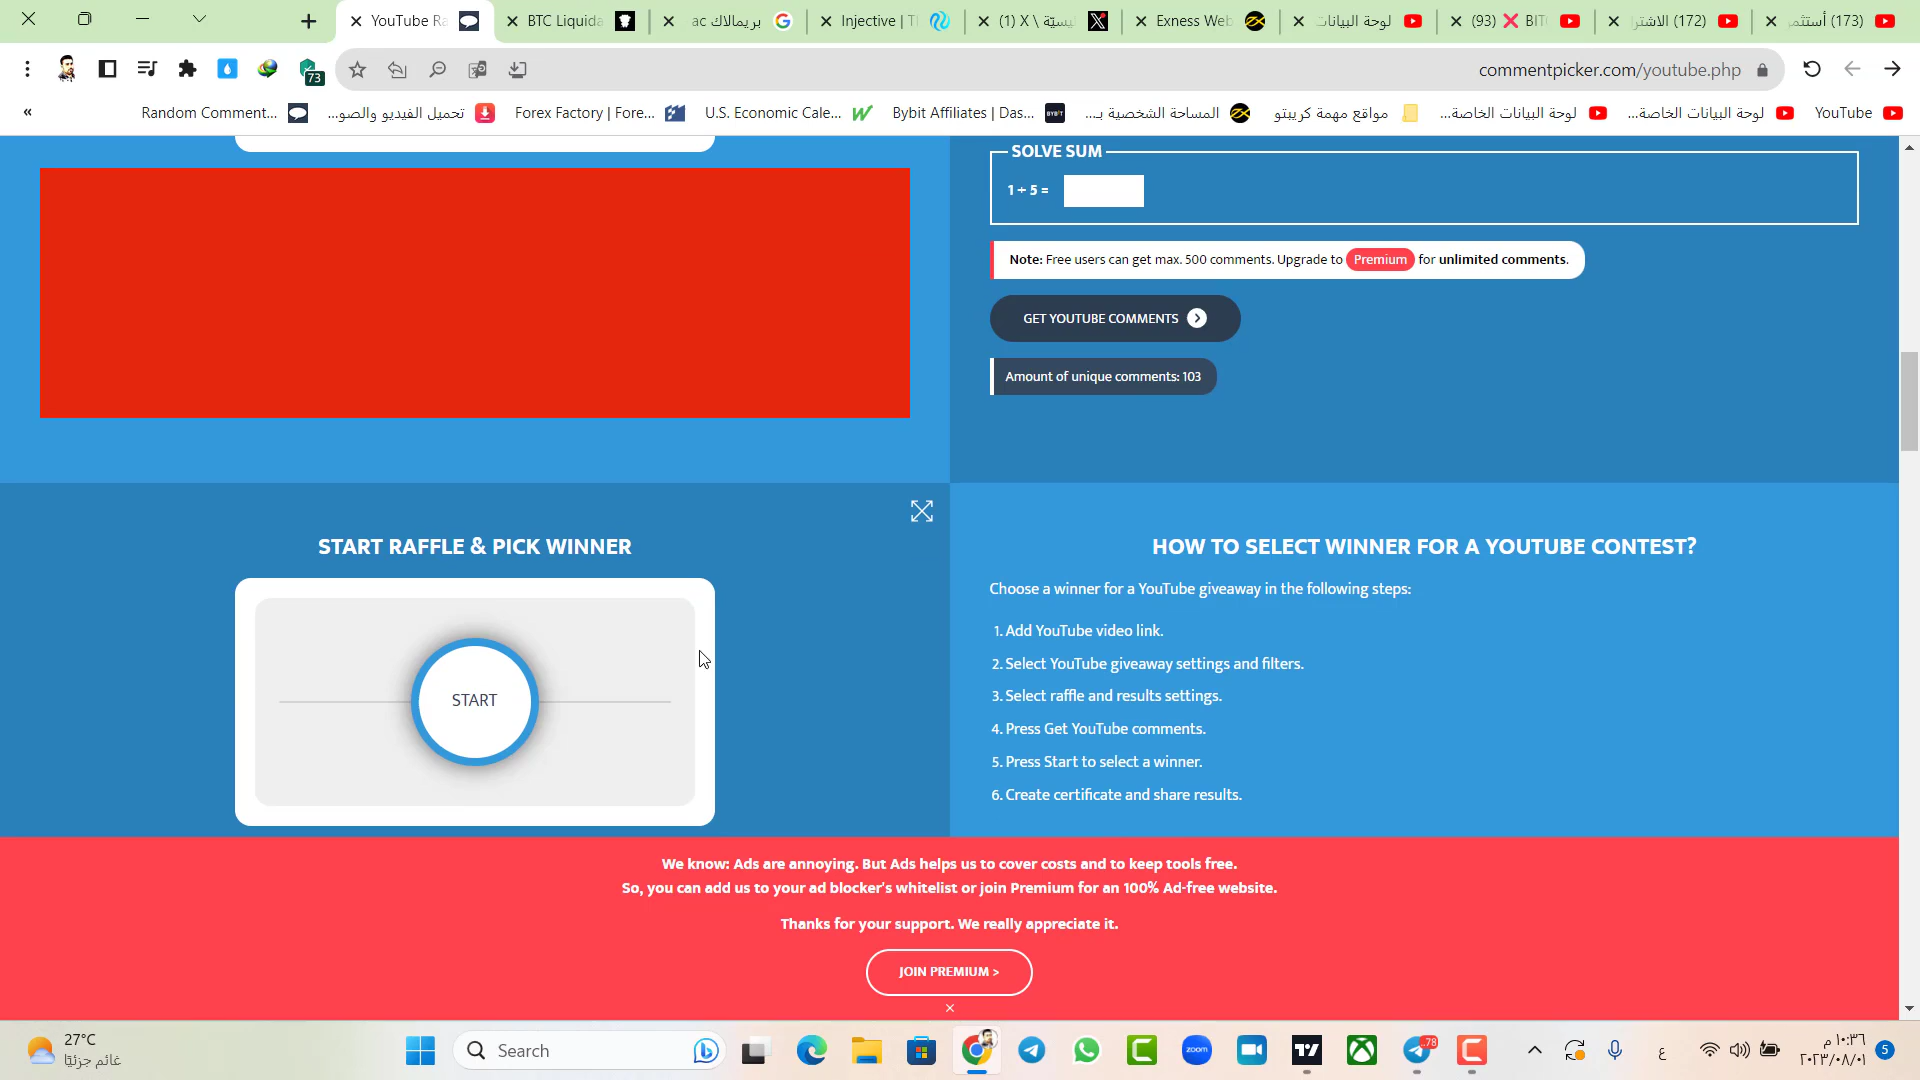 YouTube Ra
BTC Liquida
بريمالاك ac
Injective | T
(1) X \ ييسيّة
Exness Web
لوحة البيانات
(93) ❌ BIT
(172) الاشترا
(173) أستثم
73
commentpicker.com/youtube.php
«
Random Comment...
تحميل الفيديو والصو...
Forex Factory | Fore...
U.S. Economic Cale...
Bybit Affiliates | Das...
المساحة الشخصية بـ...
مواقع مهمة كريبتو
لوحة البيانات الخاصة...
لوحة البيانات الخاصة...
YouTube
SOLVE SUM
1 + 5 =
Note: Free users can get max. 500 comments. Upgrade to Premium for unlimited comments.
GET YOUTUBE COMMENTS
Amount of unique comments: 103
START RAFFLE & PICK WINNER
START
HOW TO SELECT WINNER FOR A YOUTUBE CONTEST?
Choose a winner for a YouTube giveaway in the following steps:
1. Add YouTube video link.
2. Select YouTube giveaway settings and filters.
3. Select raffle and results settings.
4. Press Get YouTube comments.
5. Press Start to select a winner.
6. Create certificate and share results.
We know: Ads are annoying. But Ads helps us to cover costs and to keep tools free.
So, you can add us to your ad blocker's whitelist or join Premium for an 100% Ad-free website.
Thanks for your support. We really appreciate it.
JOIN PREMIUM >
×
27°C
غائم جزئيًا
Search
zoom
..78
ع
١٠:٣٦ م
٢٠٢٣/٠٨/٠١
5